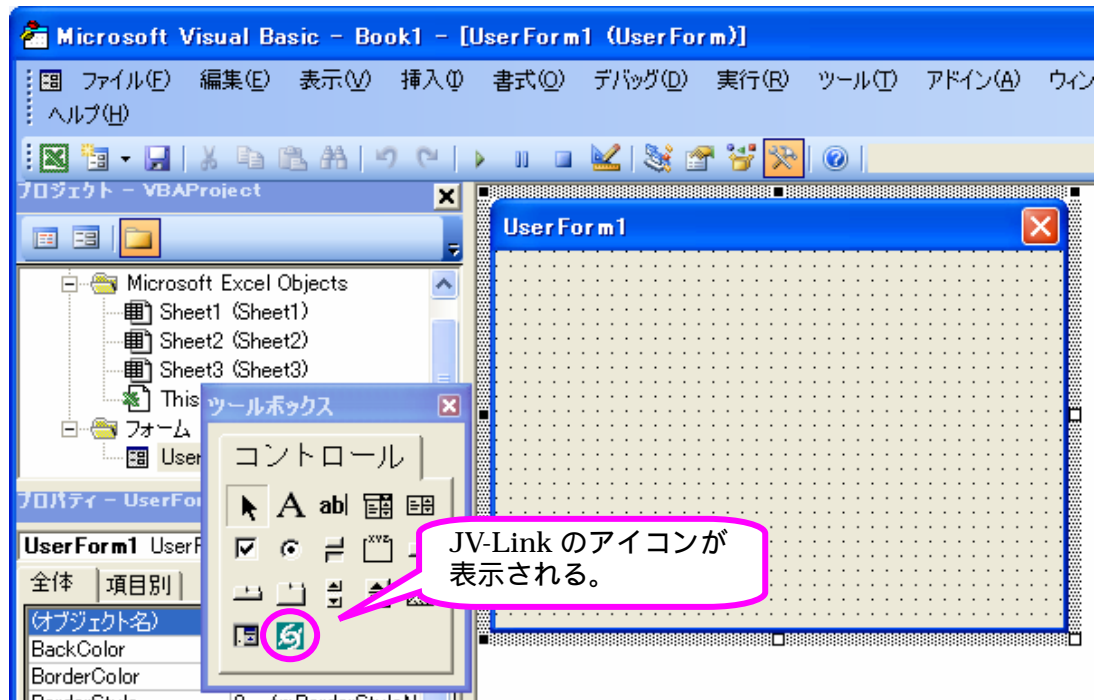 Microsoft Visual Basic - Book1 - [UserForm1 (UserForm)]
ファイル(F) 編集(E) 表示(V) 挿入(I) 書式(O) デバッグ(D) 実行(R) ツール(T) アドイン(A) ウィン
ヘルプ(H)
プロジェクト - VBAProject
UserForm1
Microsoft Excel Objects
Sheet1 (Sheet1)
Sheet2 (Sheet2)
Sheet3 (Sheet3)
This
フォーム
User
ツールボックス
コントロール
A abl
xyz
JV-Link のアイコンが
表示される。
プロパティ - UserFo
UserForm1 UserF
全体 項目別
(オブジェクト名)
BackColor
BorderColor